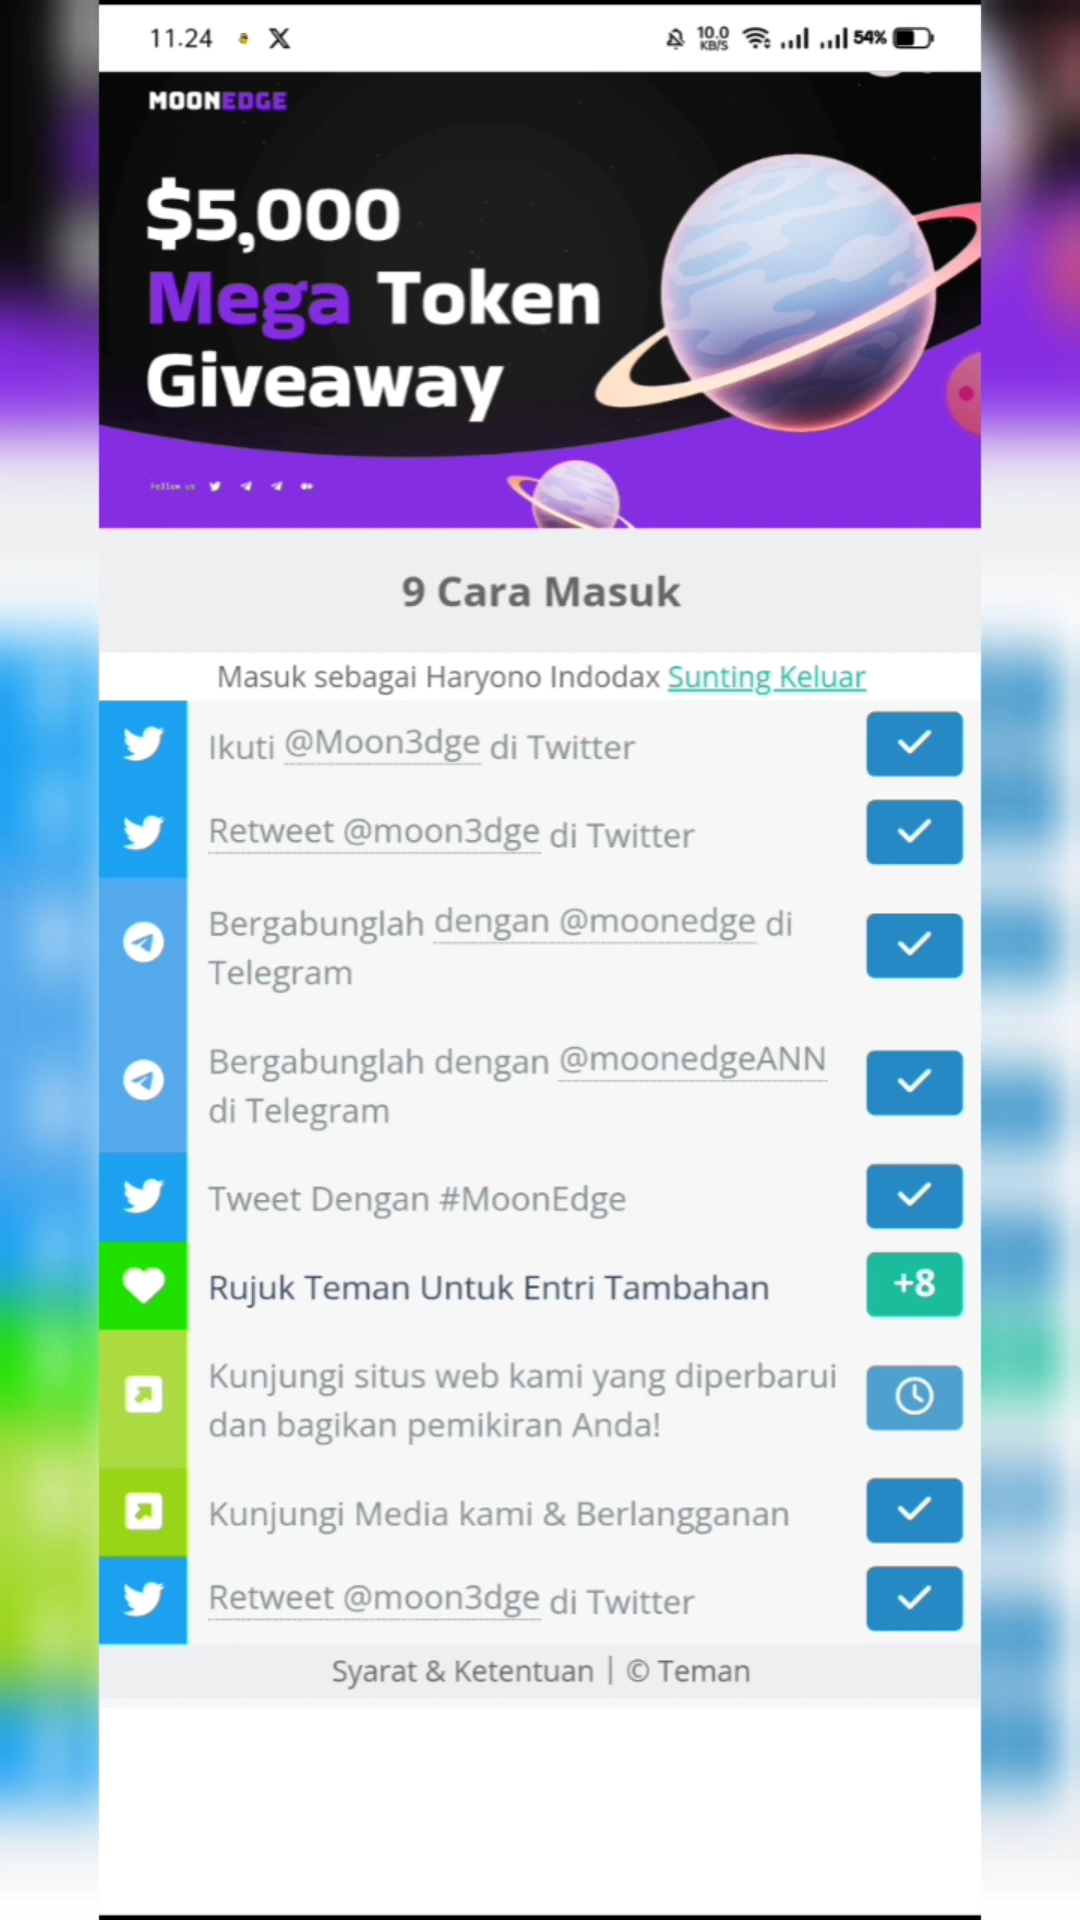 11.24
10.0
KB/S
54%
MOONEDGE
$5,000
Mega Token
Giveaway
Follow us
9 Cara Masuk
Masuk sebagai Haryono Indodax Sunting Keluar
Ikuti @Moon3dge di Twitter
Retweet @moon3dge di Twitter
Bergabunglah dengan @moonedge di
Telegram
Bergabunglah dengan @moonedgeANN
di Telegram
Tweet Dengan #MoonEdge
Rujuk Teman Untuk Entri Tambahan
+8
Kunjungi situs web kami yang diperbarui
dan bagikan pemikiran Anda!
Kunjungi Media kami & Berlangganan
Retweet @moon3dge di Twitter
Syarat & Ketentuan | © Teman